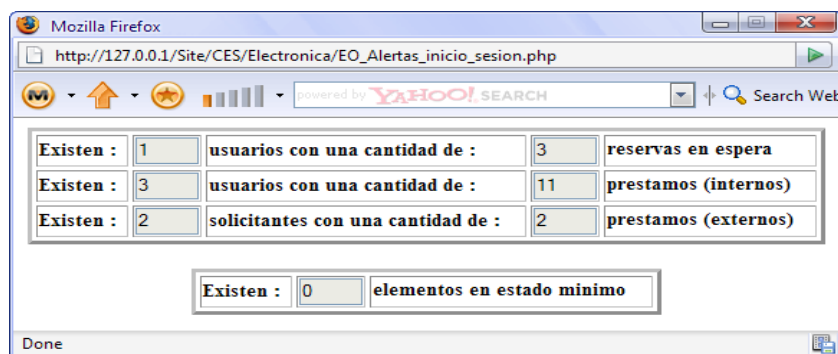 Mozilla Firefox
http://127.0.0.1/Site/CES/Electronica/EO_Alertas_inicio_sesion.php
powered by YAHOO! SEARCH Search Web
Existen : 1 usuarios con una cantidad de : 3 reservas en espera
Existen : 3 usuarios con una cantidad de : 11 prestamos (internos)
Existen : 2 solicitantes con una cantidad de : 2 prestamos (externos)
Existen : 0 elementos en estado minimo
Done